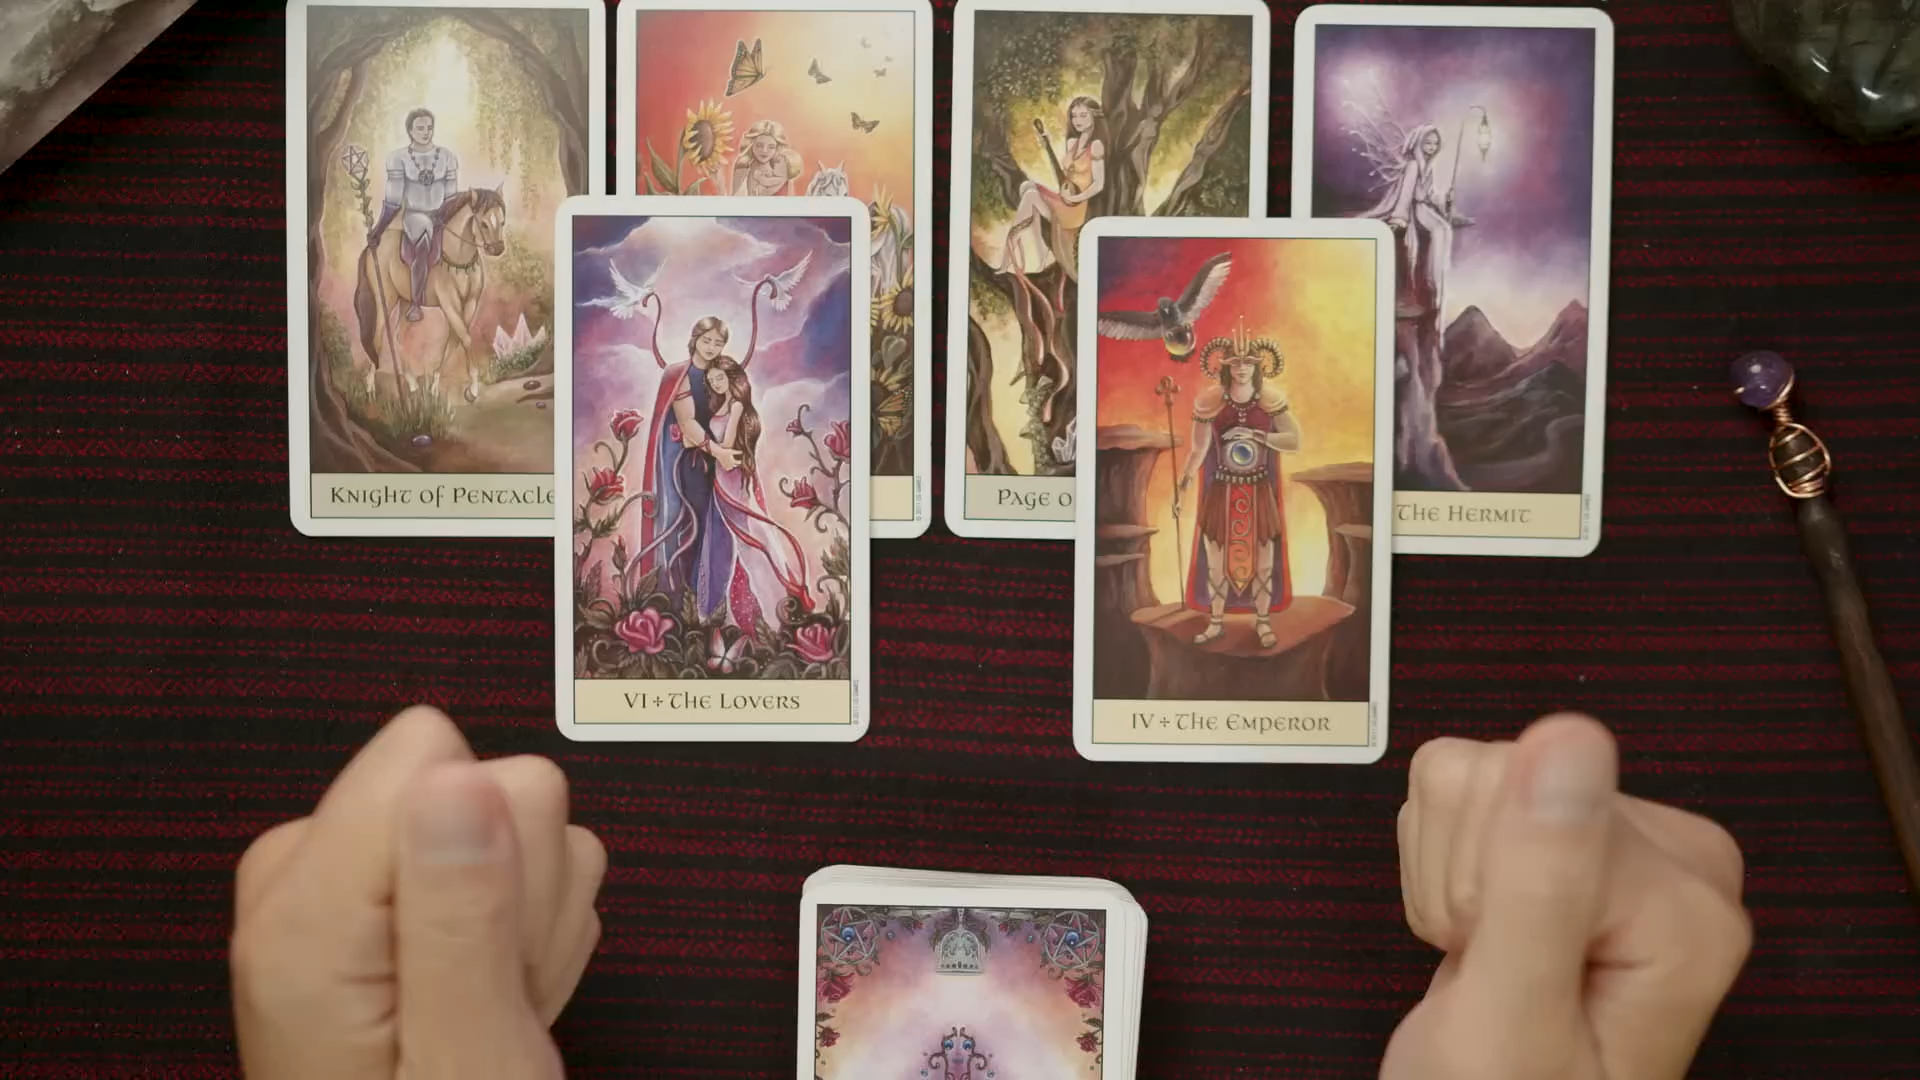 Knight of Pentacle
Page o
The Hermit
VI + The Lovers
IV + The Emperor